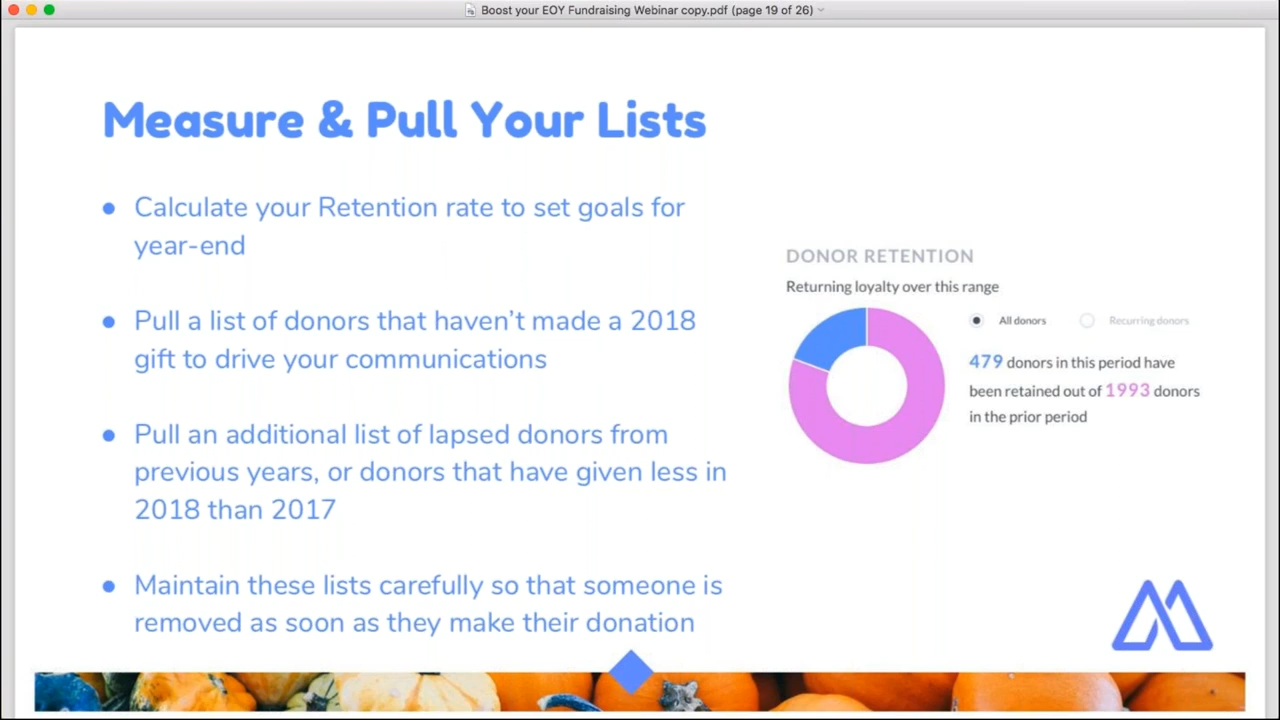 Boost your EOY Fundraising Webinar copy.pdf (page 19 of 26)
Measure & Pull Your Lists
● Calculate your Retention rate to set goals for
year-end
● Pull a list of donors that haven’t made a 2018
gift to drive your communications
● Pull an additional list of lapsed donors from
previous years, or donors that have given less in
2018 than 2017
● Maintain these lists carefully so that someone is
removed as soon as they make their donation
DONOR RETENTION
Returning loyalty over this range
All donors Recurring donors
479 donors in this period have
been retained out of 1993 donors
in the prior period